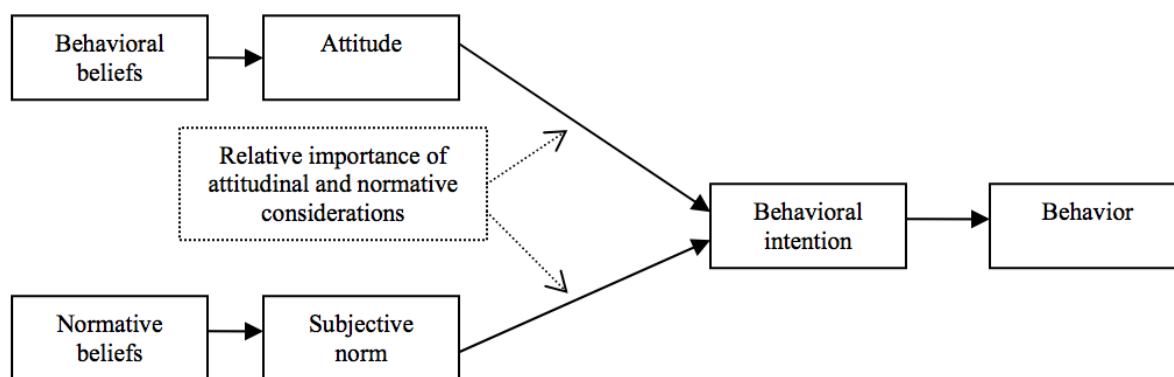 Behavioral
beliefs
Attitude
Relative importance of
attitudinal and normative
considerations
Behavioral
intention
Behavior
Normative
beliefs
Subjective
norm